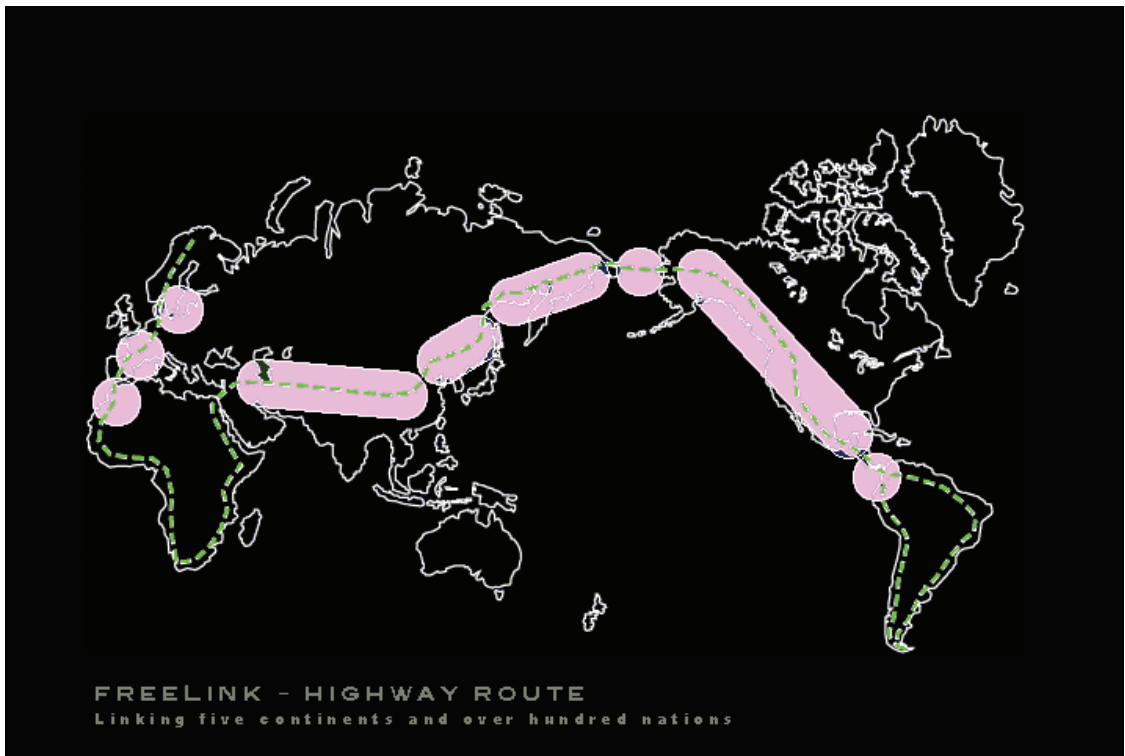 FREELINK – HIGHWAY ROUTE
Linking five continents and over hundred nations